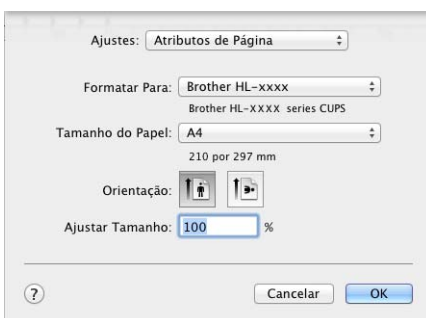 Ajustes: Atributos de Página
Formatar Para: Brother HL-xxxx
Brother HL-XXXX series CUPS
Tamanho do Papel: A4
210 por 297 mm
Orientação:
Ajustar Tamanho: 100 %
? Cancelar OK